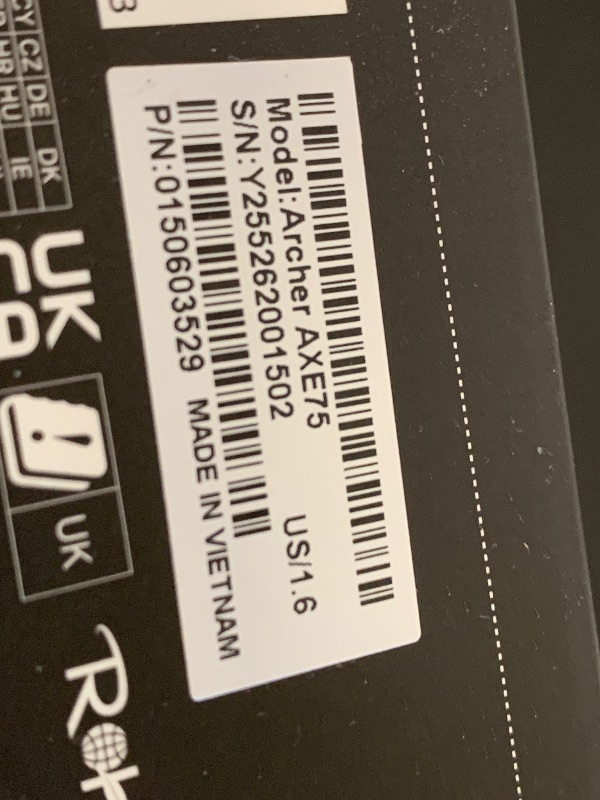 3
Model:Archer AXE75 US/1.6
S/N:Y255262001502
P/N:0150603529 MADE IN VIETNAM
CY CZ DE DK
HR HU IE
UK
CA
UK